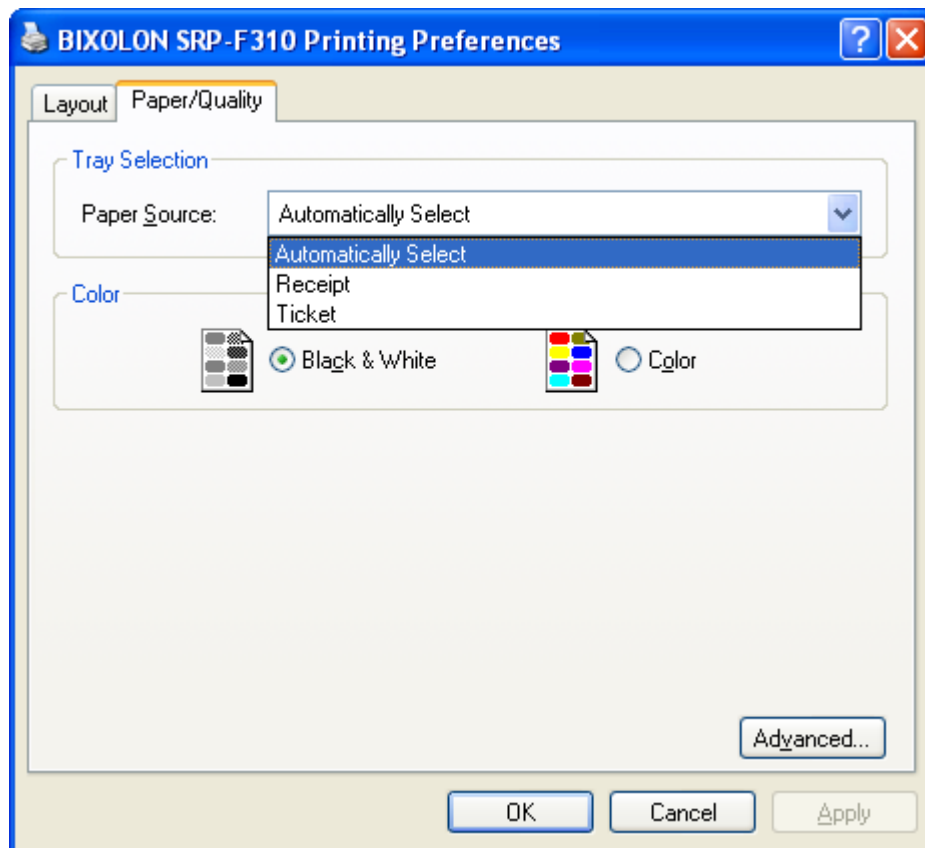 BIXOLON SRP-F310 Printing Preferences
Layout
Paper/Quality
Tray Selection
Paper Source:
Automatically Select
Automatically Select
Receipt
Ticket
Color
Black & White
Color
Advanced...
OK
Cancel
Apply